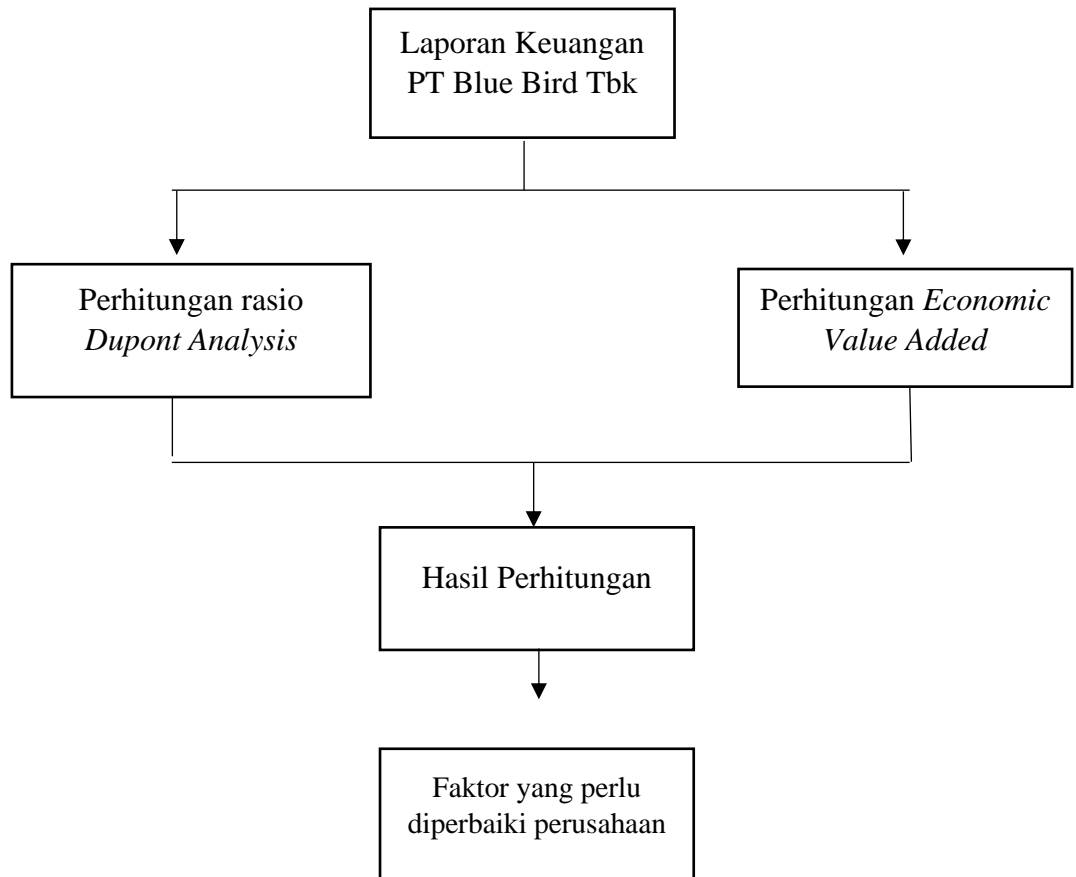 Laporan Keuangan
PT Blue Bird Tbk
Perhitungan rasio
Dupont Analysis
Perhitungan Economic
Value Added
Hasil Perhitungan
Faktor yang perlu
diperbaiki perusahaan